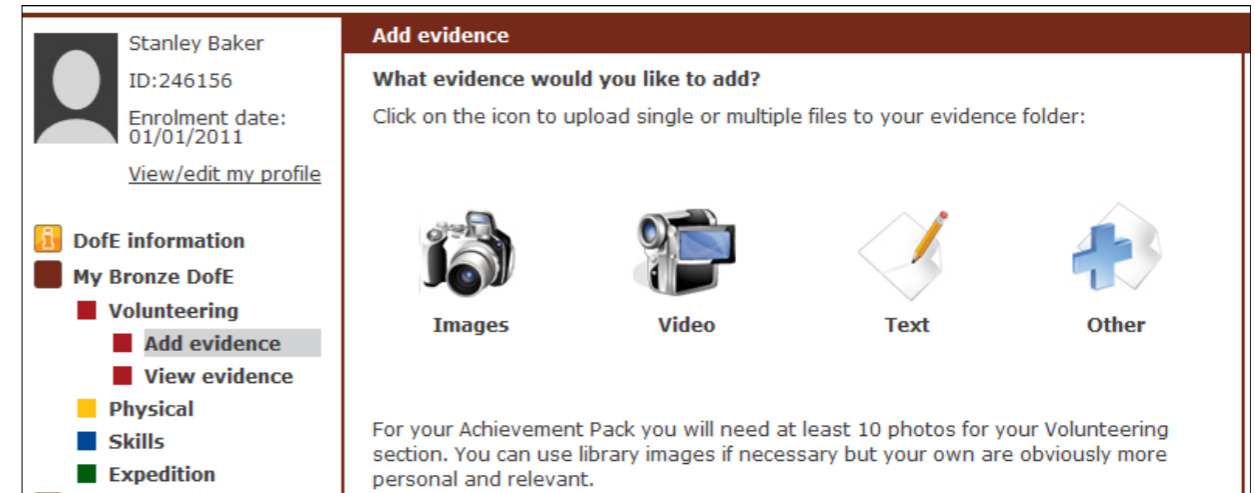 Stanley Baker
ID:246156
Enrolment date:
01/01/2011
View/edit my profile
DofE information
My Bronze DofE
Volunteering
Add evidence
View evidence
Physical
Skills
Expedition
Add evidence
What evidence would you like to add?
Click on the icon to upload single or multiple files to your evidence folder:
Images
Video
Text
Other
For your Achievement Pack you will need at least 10 photos for your Volunteering
section. You can use library images if necessary but your own are obviously more
personal and relevant.